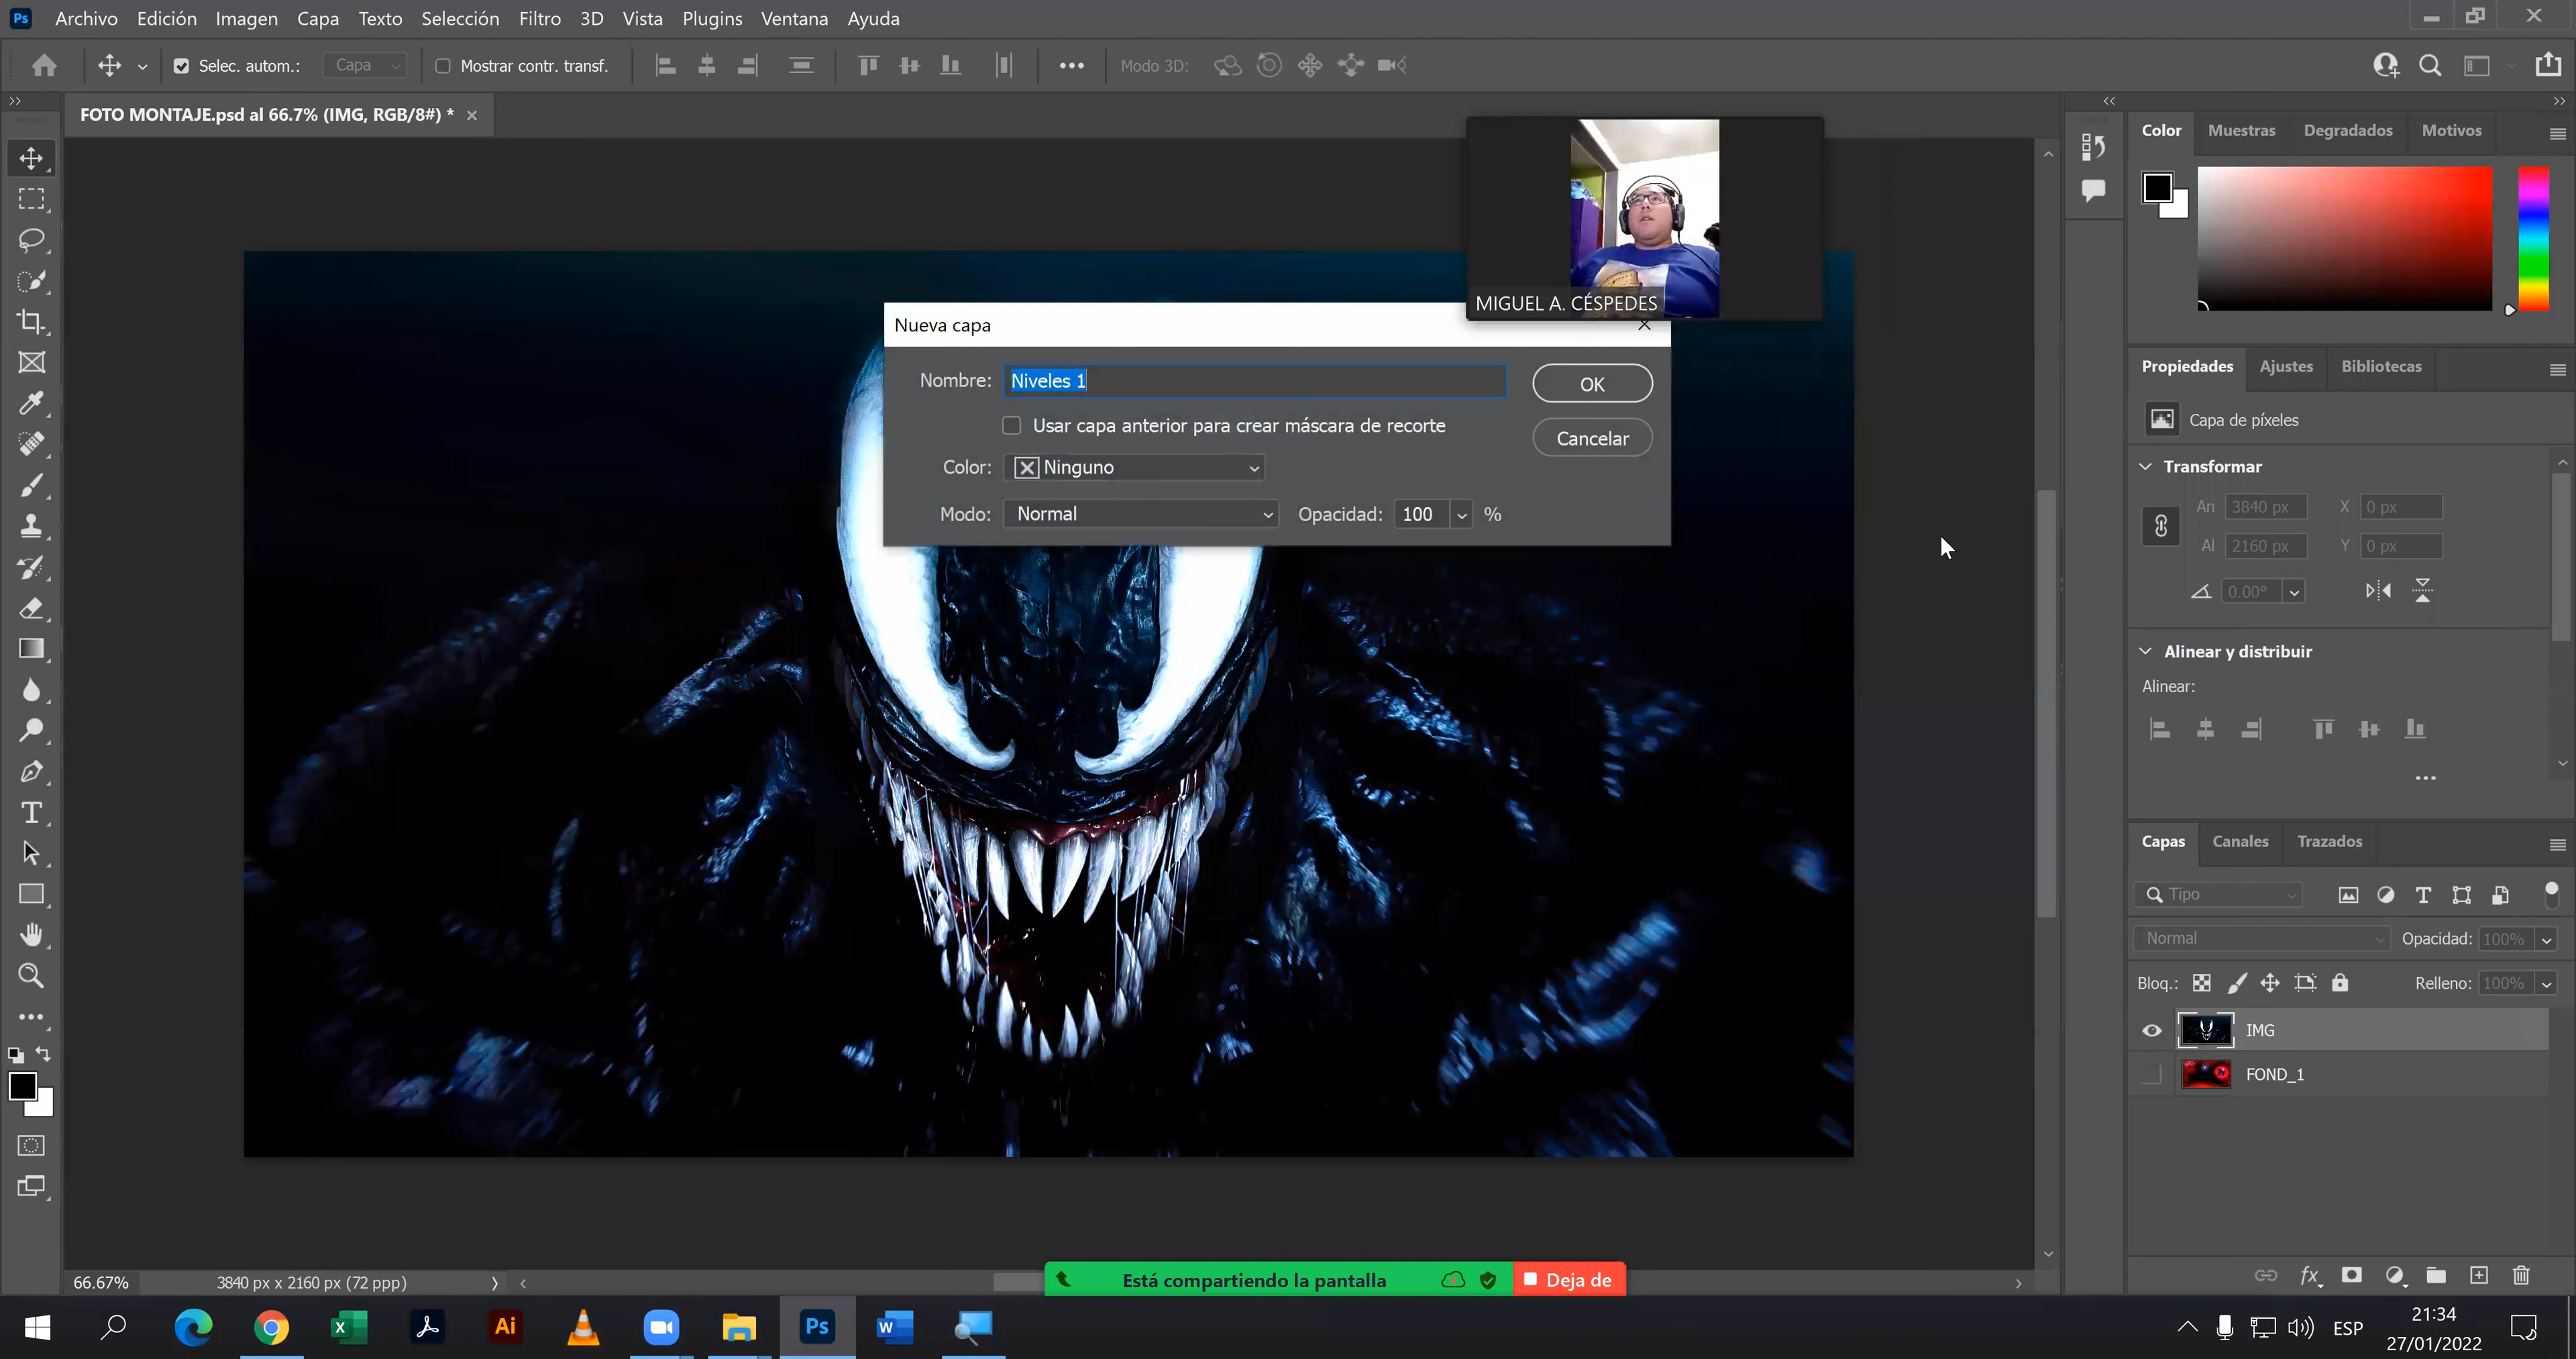 Ps Archivo Edición Imagen Capa Texto Selección Filtro 3D Vista Plugins Ventana Ayuda
Selec. autom.: Capa Mostrar contr. transf. Modo 3D:
FOTO MONTAJE.psd al 66.7% (IMG, RGB/8#) *
MIGUEL A. CÉSPEDES
Nueva capa
Nombre: Niveles 1
OK
Usar capa anterior para crear máscara de recorte
Cancelar
Color: Ninguno
Modo: Normal Opacidad: 100 %
Color Muestras Degradados Motivos
Propiedades Ajustes Bibliotecas
Capa de píxeles
Transformar
An 3840 px X 0 px
Al 2160 px Y 0 px
0.00°
Alinear y distribuir
Alinear:
Capas Canales Trazados
Tipo
Normal Opacidad: 100%
Bloq.: Relleno: 100%
IMG
FOND_1
fx
66.67% 3840 px x 2160 px (72 ppp)
Está compartiendo la pantalla Deja de
Ai Ps W
ESP
21:34
27/01/2022